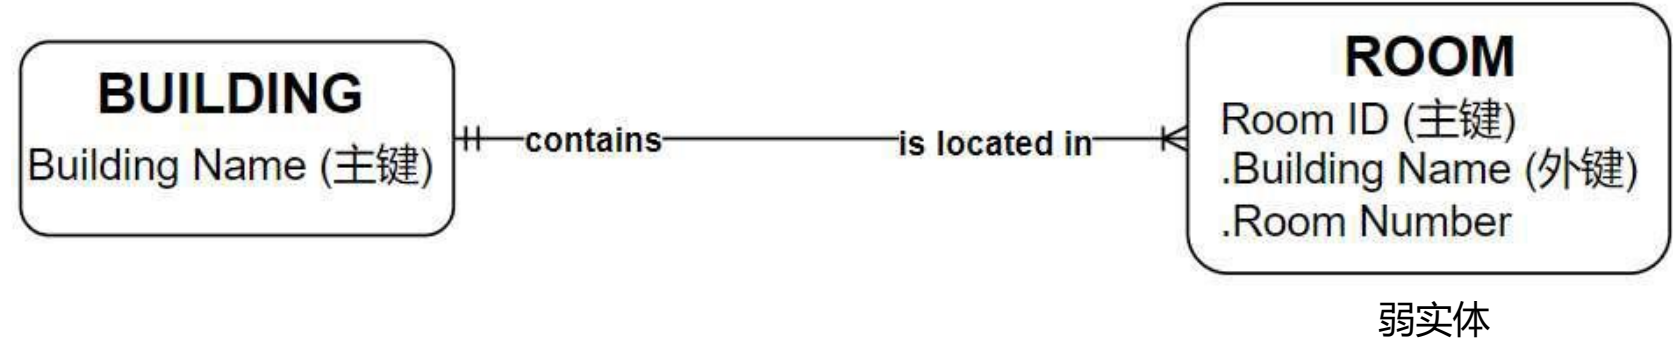 BUILDING
Building Name (主键)
contains
is located in
ROOM
Room ID (主键)
.Building Name (外键)
.Room Number
弱实体